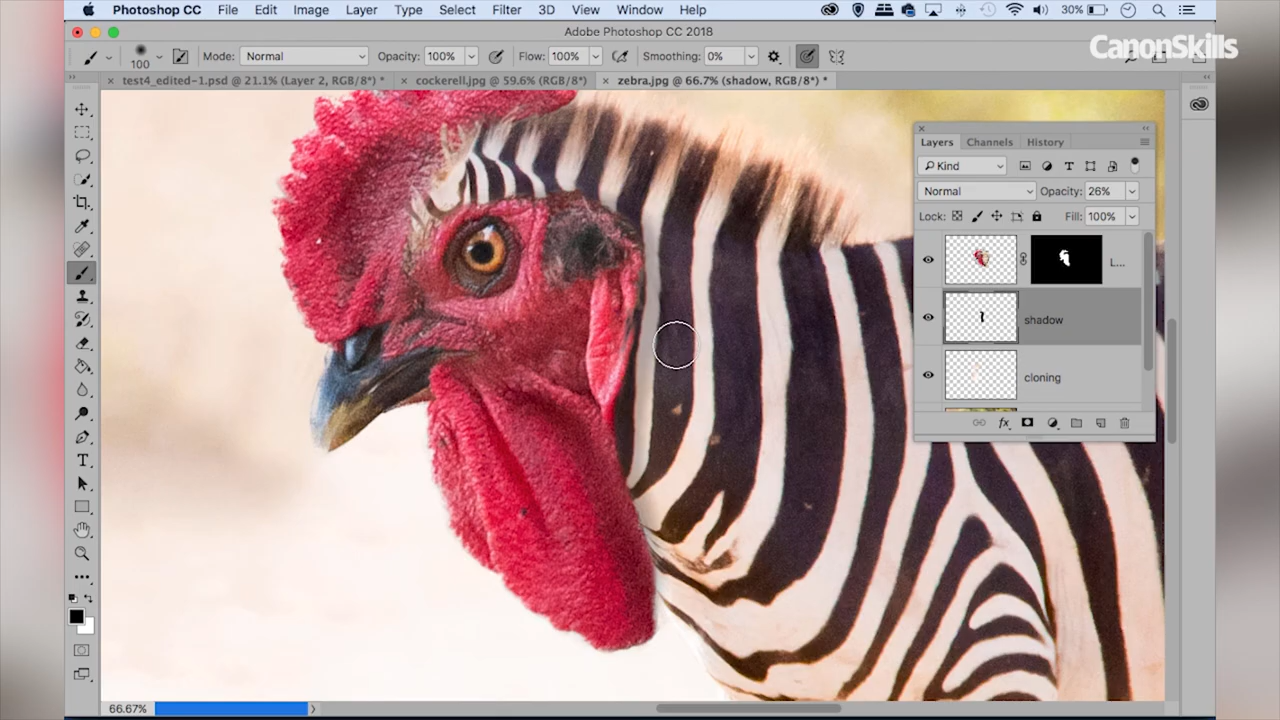 Photoshop CC File Edit Image Layer Type Select Filter 3D View Window Help 30%
Adobe Photoshop CC 2018
CanonSkills
100 Mode: Normal Opacity: 100% Flow: 100% Smoothing: 0%
test4_edited-1.psd @ 21.1% (Layer 2, RGB/8*) * cockerell.jpg @ 59.6% (RGB/8*) zebra.jpg @ 66.7% (shadow, RGB/8*) *
Layers Channels History
Kind
Normal Opacity: 26%
Lock: Fill: 100%
L...
shadow
cloning
66.67%